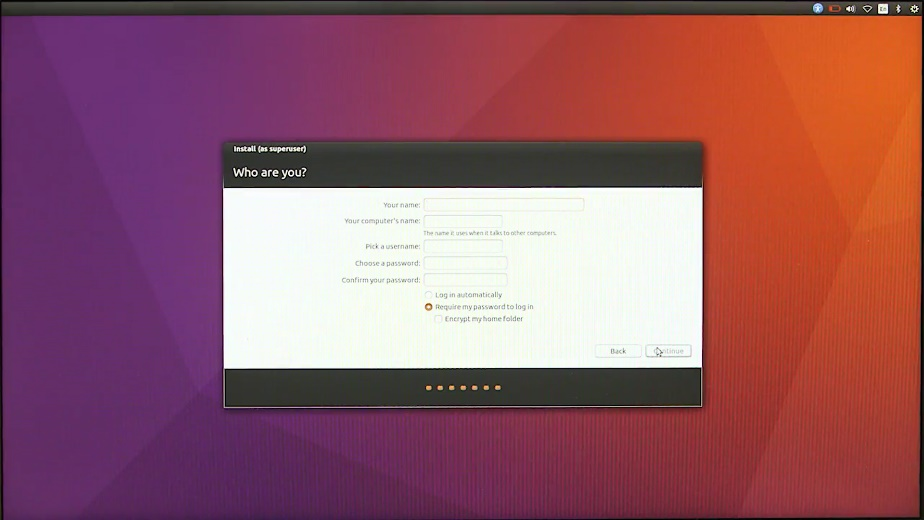 Install (as superuser)
Who are you?
Your name:
Your computer's name:
The name it uses when it talks to other computers.
Pick a username:
Choose a password:
Confirm your password:
Log in automatically
Require my password to log in
Encrypt my home folder
Back
Continue